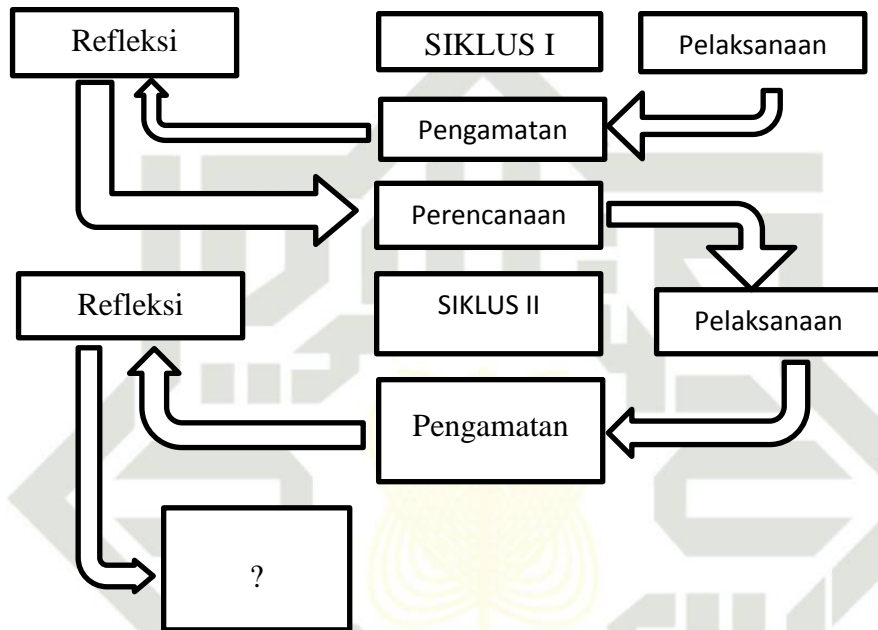 Refleksi
SIKLUS I
Pelaksanaan
Pengamatan
Perencanaan
Refleksi
SIKLUS II
Pelaksanaan
Pengamatan
?